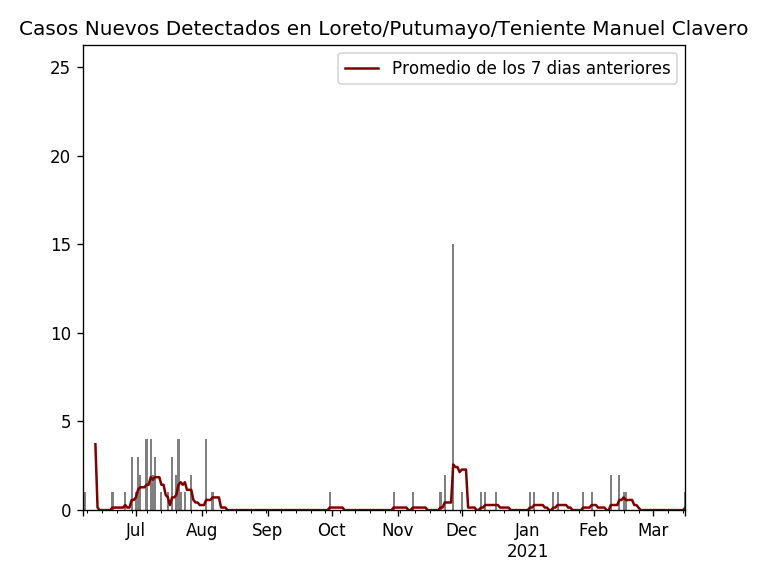 Casos Nuevos Detectados en Loreto/Putumayo/Teniente Manuel Clavero
Promedio de los 7 dias anteriores
25
20
15
10
5
0
Jul Aug Sep Oct Nov Dec Jan Feb Mar
2021